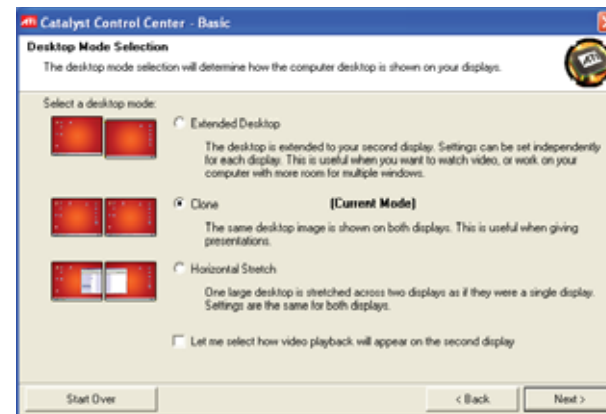 ATI Catalyst Control Center - Basic
Desktop Mode Selection
The desktop mode selection will determine how the computer desktop is shown on your displays.
ATI
Select a desktop mode:
Extended Desktop
The desktop is extended to your second display. Settings can be set independently
for each display. This is useful when you want to watch video, or work on your
computer with more room for multiple windows.
Clone (Current Mode)
The same desktop image is shown on both displays. This is useful when giving
presentations.
Horizontal Stretch
One large desktop is stretched across two displays as if they were a single display.
Settings are the same for both displays.
Let me select how video playback will appear on the second display
Start Over < Back Next >